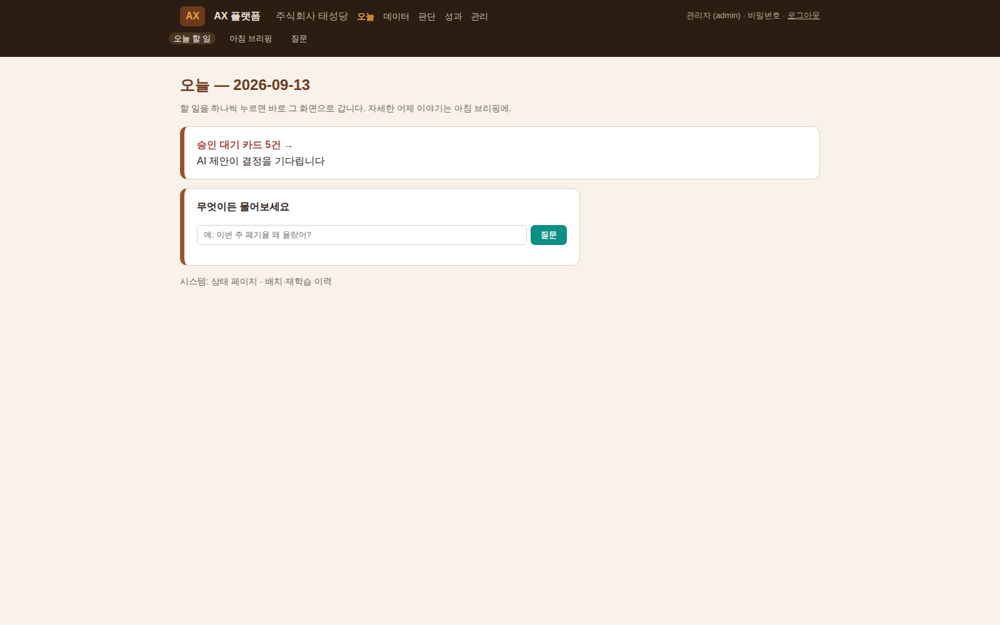 AX AX 플랫폼 주식회사 태성당 오늘 데이터 판단 성과 관리 관리자 (admin) · 비밀번호 · 로그아웃
오늘 할 일 아침 브리핑 질문
오늘 — 2026-09-13
할 일을 하나씩 누르면 바로 그 화면으로 갑니다. 자세한 어제 이야기는 아침 브리핑에.
승인 대기 카드 5건 →
AI 제안이 결정을 기다립니다
무엇이든 물어보세요
예: 이번 주 폐기율 왜 올랐어? 질문
시스템: 상태 페이지 · 배치·재학습 이력